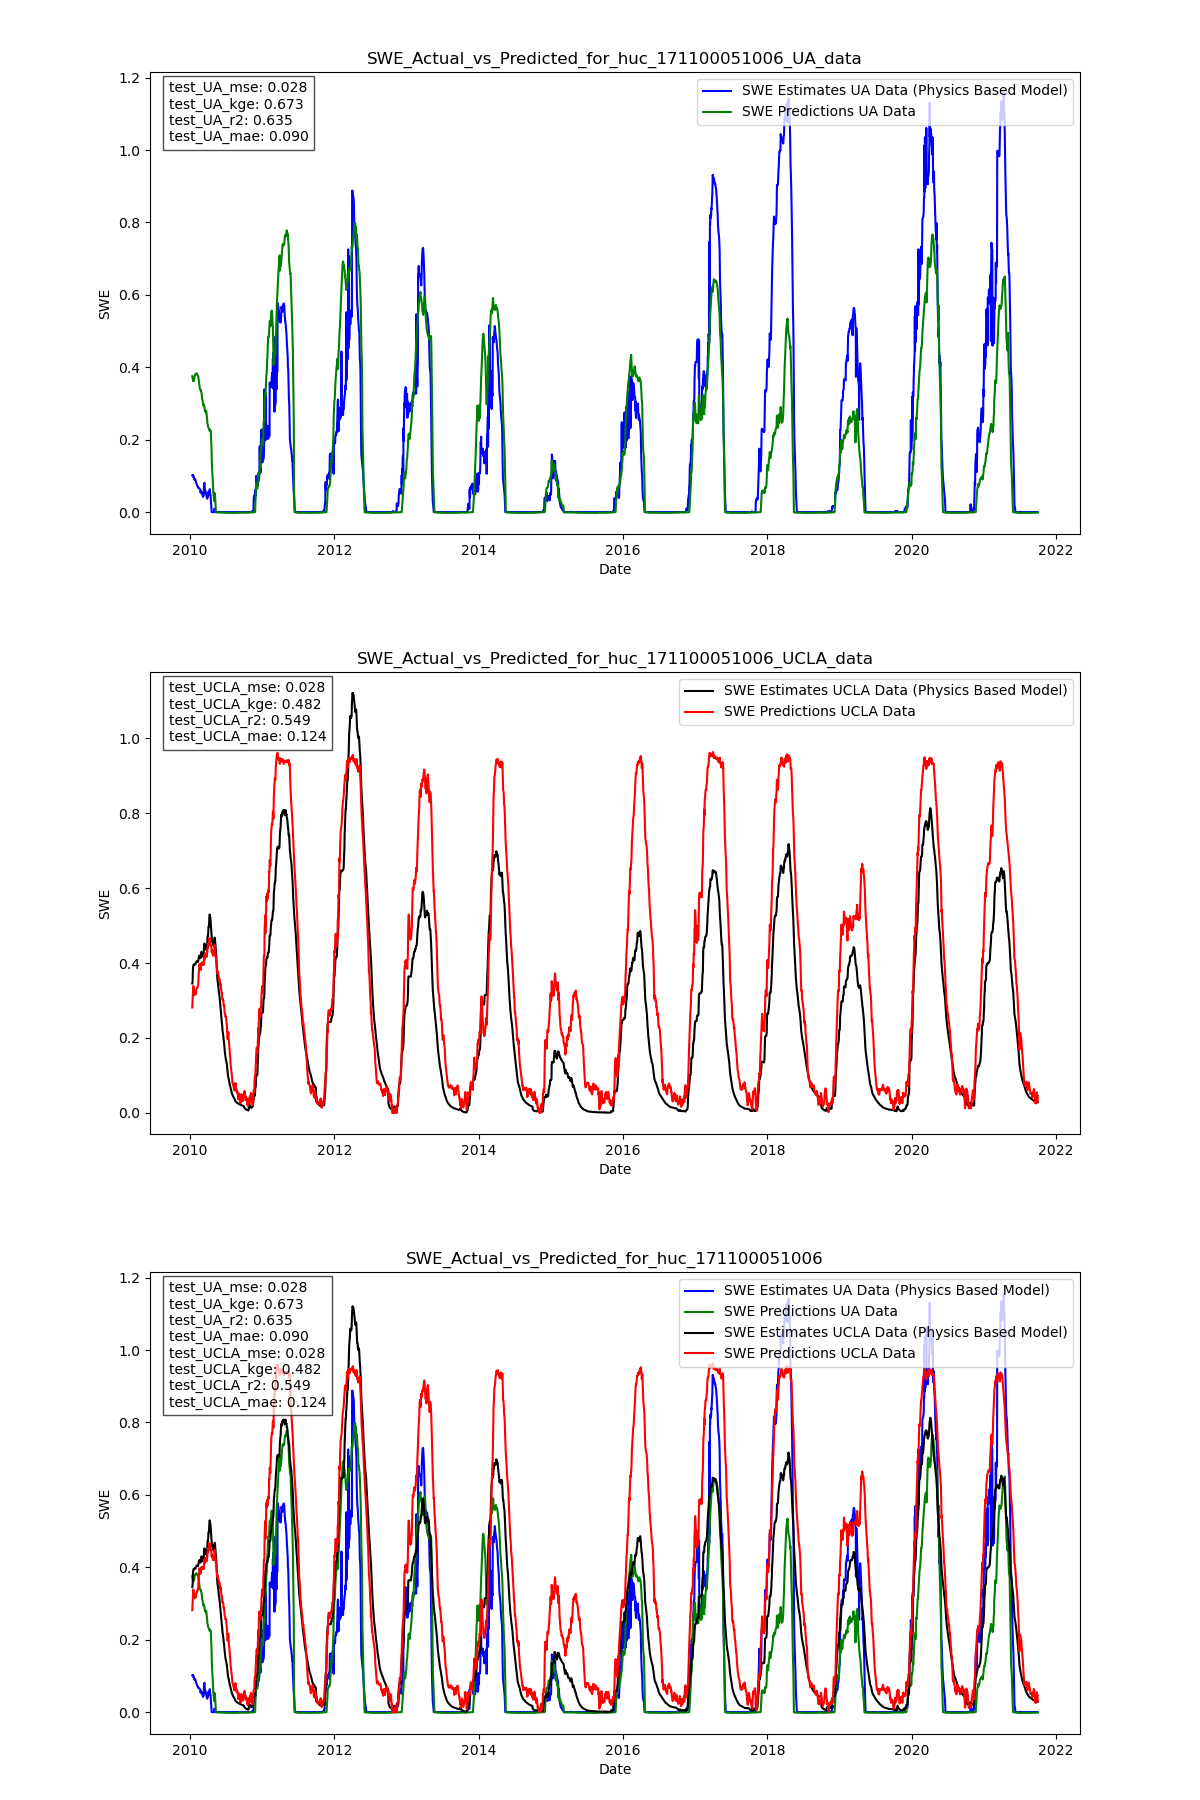 SWE_Actual_vs_Predicted_for_huc_171100051006_UA_data
test_UA_mse: 0.028
test_UA_kge: 0.673
test_UA_r2: 0.635
test_UA_mae: 0.090
SWE Estimates UA Data (Physics Based Model)
SWE Predictions UA Data
1.2
1.0
0.8
0.6
0.4
0.2
0.0
SWE
2010 2012 2014 2016 2018 2020 2022
Date
SWE_Actual_vs_Predicted_for_huc_171100051006_UCLA_data
test_UCLA_mse: 0.028
test_UCLA_kge: 0.482
test_UCLA_r2: 0.549
test_UCLA_mae: 0.124
SWE Estimates UCLA Data (Physics Based Model)
SWE Predictions UCLA Data
1.0
0.8
0.6
0.4
0.2
0.0
SWE
2010 2012 2014 2016 2018 2020 2022
Date
SWE_Actual_vs_Predicted_for_huc_171100051006
test_UA_mse: 0.028
test_UA_kge: 0.673
test_UA_r2: 0.635
test_UA_mae: 0.090
test_UCLA_mse: 0.028
test_UCLA_kge: 0.482
test_UCLA_r2: 0.549
test_UCLA_mae: 0.124
SWE Estimates UA Data (Physics Based Model)
SWE Predictions UA Data
SWE Estimates UCLA Data (Physics Based Model)
SWE Predictions UCLA Data
1.2
1.0
0.8
0.6
0.4
0.2
0.0
SWE
2010 2012 2014 2016 2018 2020 2022
Date